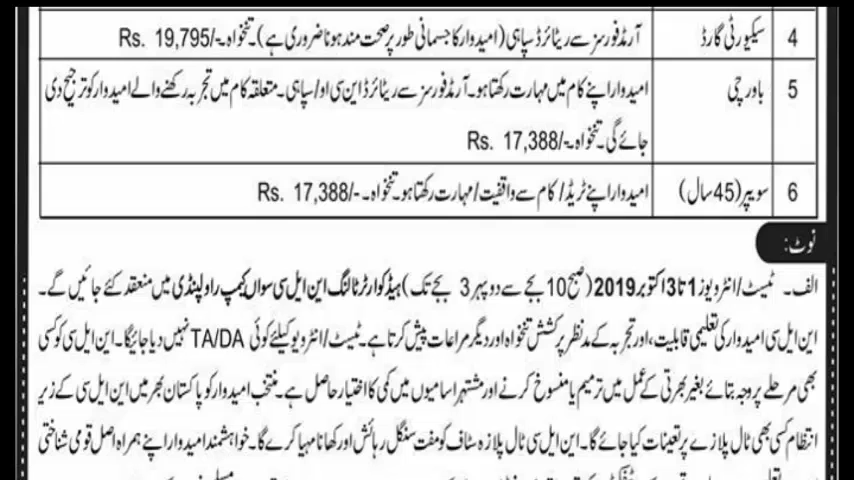 4 سیکیورٹی گارڈ آرمڈ فورسز سے ریٹائرڈ سپاہی (امیدوار کا جسمانی طور پر صحت مند ہونا ضروری ہے)۔ تنخواہ۔/-Rs. 19,795
5 باورچی امیدوار اپنے کام میں مہارت رکھتا ہو۔ آرمڈ فورسز سے ریٹائرڈ این سی او/سپاہی۔ متعلقہ کام میں تجربہ رکھنے والے امیدوار کو ترجیح دی
جائے گی۔ تنخواہ۔/-Rs. 17,388
6 سویپر (45 سال) امیدوار اپنے ٹریڈ/ کام سے واقفیت/مہارت رکھتا ہو۔ تنخواہ۔/-Rs. 17,388
نوٹ:
الف۔ ٹیسٹ/انٹرویوز 1 تا 3 اکتوبر 2019 (صبح 10 بجے سے دوپہر 3 بجے تک) ہیڈکوارٹر ٹالنگ این ایل سی سواں کیمپ راولپنڈی میں منعقد کئے جائیں گے۔
این ایل سی امیدوار کی تعلیمی قابلیت، اور تجربہ کے مدنظر پرکشش تنخواہ اور دیگر مراعات پیش کرتا ہے۔ ٹیسٹ/انٹرویو کیلئے کوئی TA/DA نہیں دیا جائیگا۔ این ایل سی کو کسی
بھی مرحلے پر وجہ بتائے بغیر بھرتی کے عمل میں ترمیم یا منسوخ کرنے اور مشتہر اسامیوں میں کمی کا اختیار حاصل ہے۔ منتخب امیدوار کو پاکستان بھر میں این ایل سی کے زیر
انتظام کسی بھی ٹال پلازے پر تعینات کیا جائے گا۔ این ایل سی ٹال پلازہ سٹاف کو مفت سنگل رہائش اور کھانا مہیا کرے گا۔ خواہشمند امیدوار اپنے ہمراہ اصل قومی شناختی